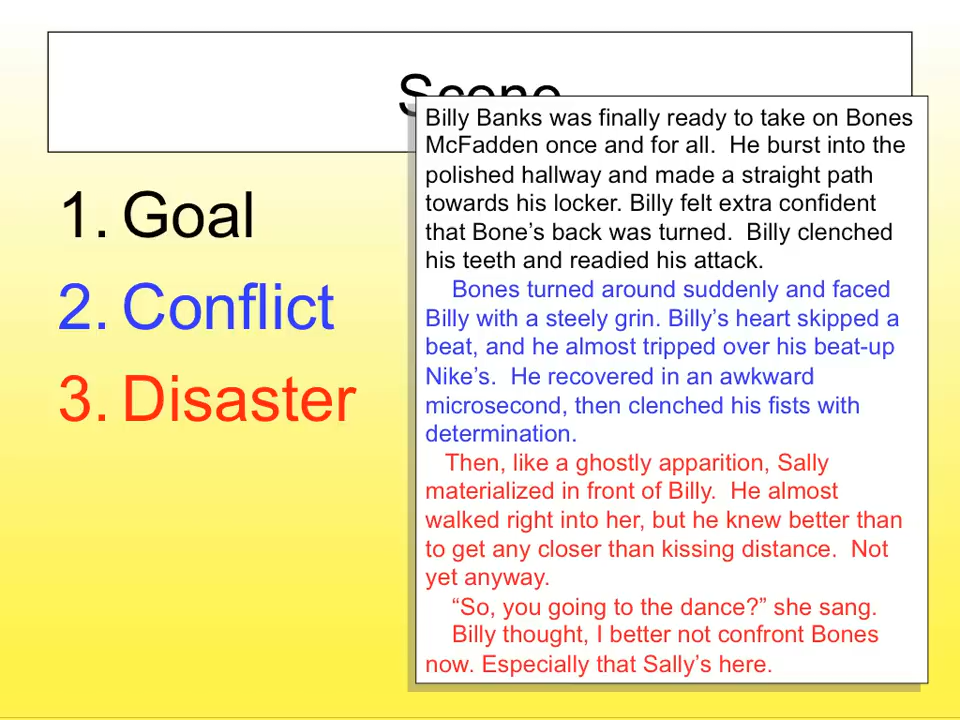 Scene
1. Goal
2. Conflict
3. Disaster
Billy Banks was finally ready to take on Bones
McFadden once and for all.  He burst into the
polished hallway and made a straight path
towards his locker. Billy felt extra confident
that Bone’s back was turned.  Billy clenched
his teeth and readied his attack.
Bones turned around suddenly and faced
Billy with a steely grin. Billy’s heart skipped a
beat, and he almost tripped over his beat-up
Nike’s.  He recovered in an awkward
microsecond, then clenched his fists with
determination.
Then, like a ghostly apparition, Sally
materialized in front of Billy.  He almost
walked right into her, but he knew better than
to get any closer than kissing distance.  Not
yet anyway.
“So, you going to the dance?” she sang.
Billy thought, I better not confront Bones
now. Especially that Sally’s here.